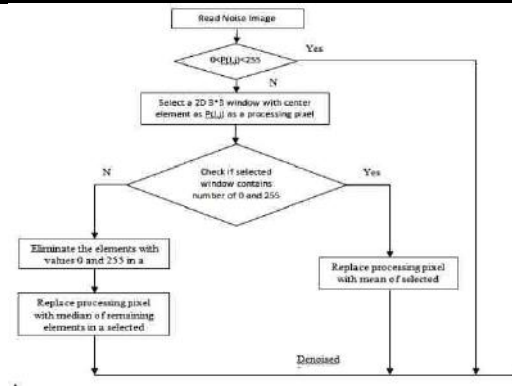 Read Noise Image
0<P(i,j)<255
Yes
N
Select a 2D 3*3 window with center
element as P(i,j) as a processing pixel
N
Check if selected
window contains
number of 0 and 255
Yes
Eliminate the elements with
values 0 and 255 in a
Replace processing pixel
with mean of selected
Replace processing pixel
with median of remaining
elements in a selected
Denoised